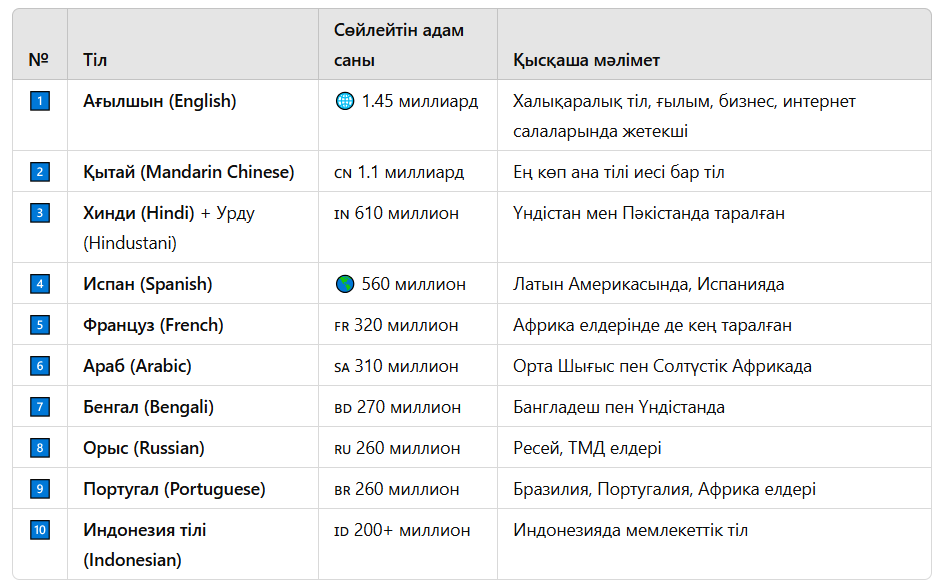 № Тіл Сөйлейтін адам саны Қысқаша мәлімет
1 Ағылшын (English) 🌐 1.45 миллиард Халықаралық тіл, ғылым, бизнес, интернет салаларында жетекші
2 Қытай (Mandarin Chinese) CN 1.1 миллиард Ең көп ана тілі иесі бар тіл
3 Хинди (Hindi) + Урду (Hindustani) IN 610 миллион Үндістан мен Пәкістанда таралған
4 Испан (Spanish) 🌎 560 миллион Латын Америкасында, Испанияда
5 Француз (French) FR 320 миллион Африка елдерінде де кең таралған
6 Араб (Arabic) SA 310 миллион Орта Шығыс пен Солтүстік Африкада
7 Бенгал (Bengali) BD 270 миллион Бангладеш пен Үндістанда
8 Орыс (Russian) RU 260 миллион Ресей, ТМД елдері
9 Португал (Portuguese) BR 260 миллион Бразилия, Португалия, Африка елдері
10 Индонезия тілі (Indonesian) ID 200+ миллион Индонезияда мемлекеттік тіл